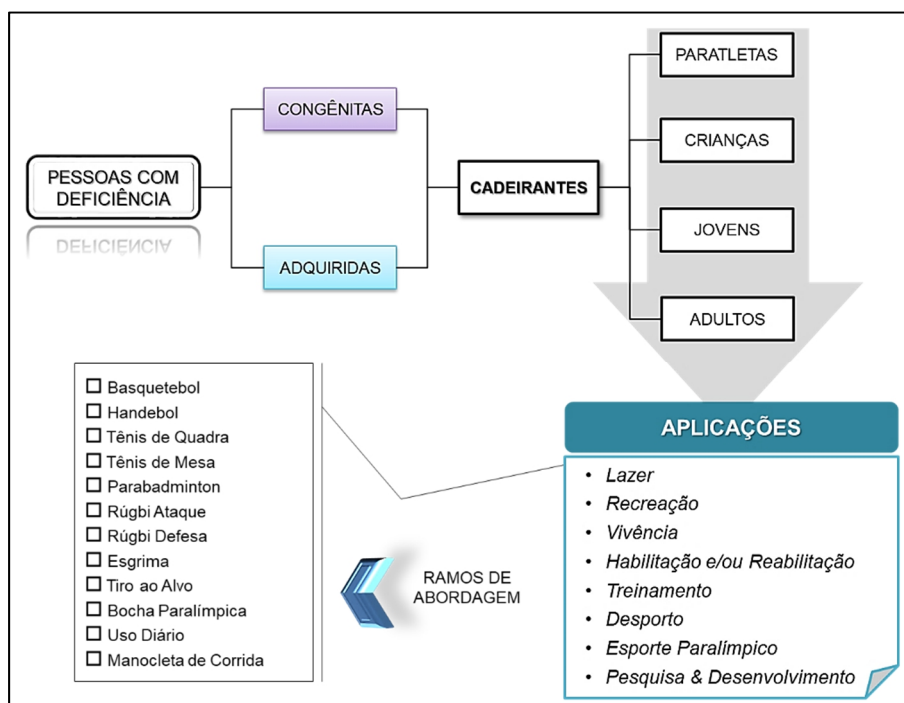 PESSOAS COM
DEFICIÊNCIA
CONGÊNITAS
ADQUIRIDAS
CADEIRANTES
PARATLETAS
CRIANÇAS
JOVENS
ADULTOS
APLICAÇÕES
• Lazer
• Recreação
• Vivência
• Habilitação e/ou Reabilitação
• Treinamento
• Desporto
• Esporte Paralímpico
• Pesquisa & Desenvolvimento
RAMOS DE
ABORDAGEM
☐ Basquetebol
☐ Handebol
☐ Tênis de Quadra
☐ Tênis de Mesa
☐ Parabadminton
☐ Rúgbi Ataque
☐ Rúgbi Defesa
☐ Esgrima
☐ Tiro ao Alvo
☐ Bocha Paralímpica
☐ Uso Diário
☐ Manocleta de Corrida